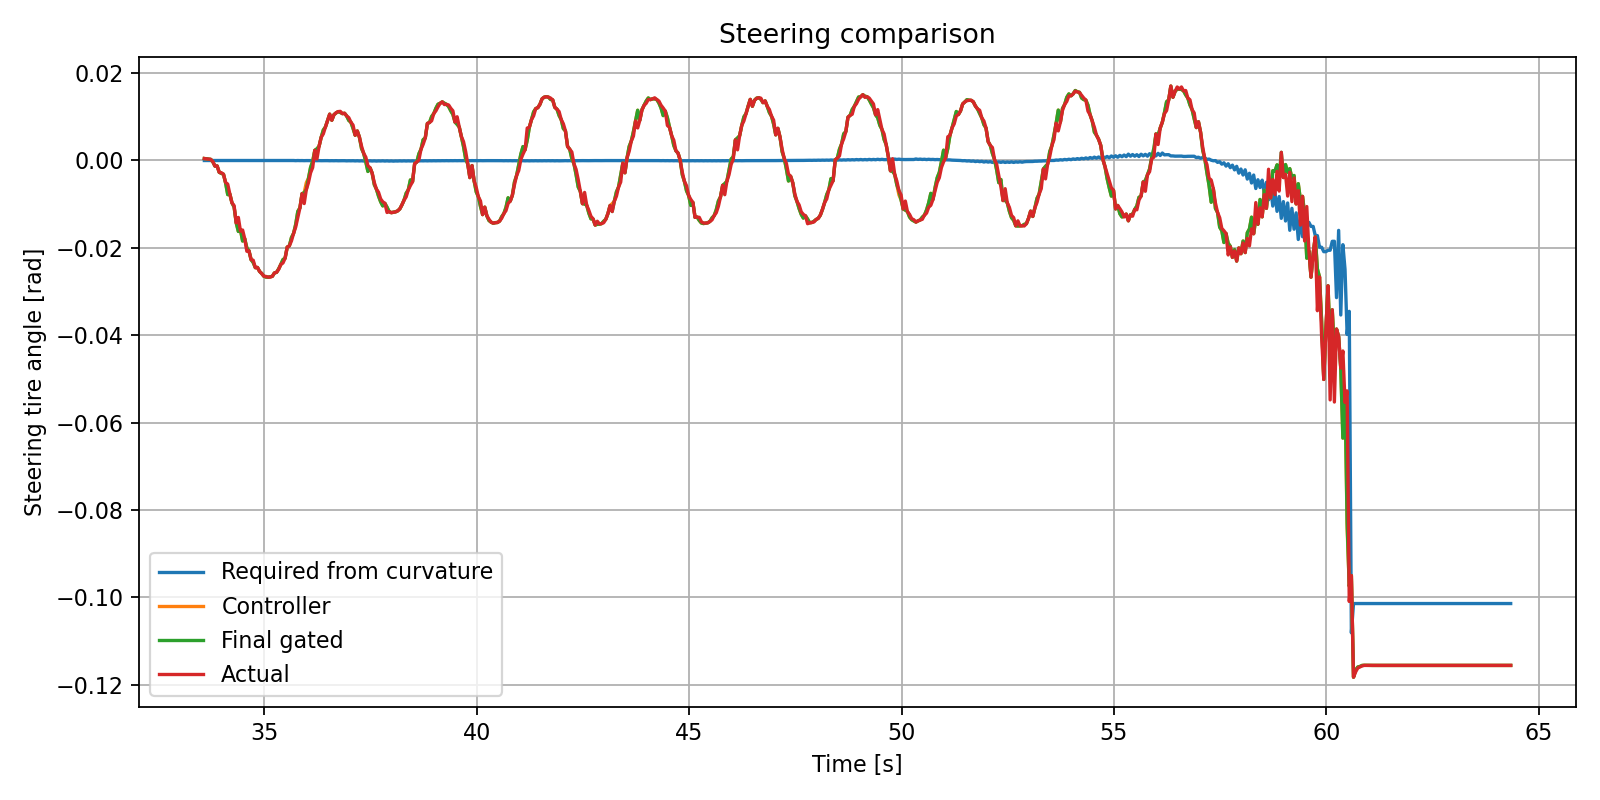 Steering comparison
Steering tire angle [rad]
0.02
0.00
−0.02
−0.04
−0.06
−0.08
−0.10
−0.12
Required from curvature
Controller
Final gated
Actual
35
40
45
50
55
60
65
Time [s]